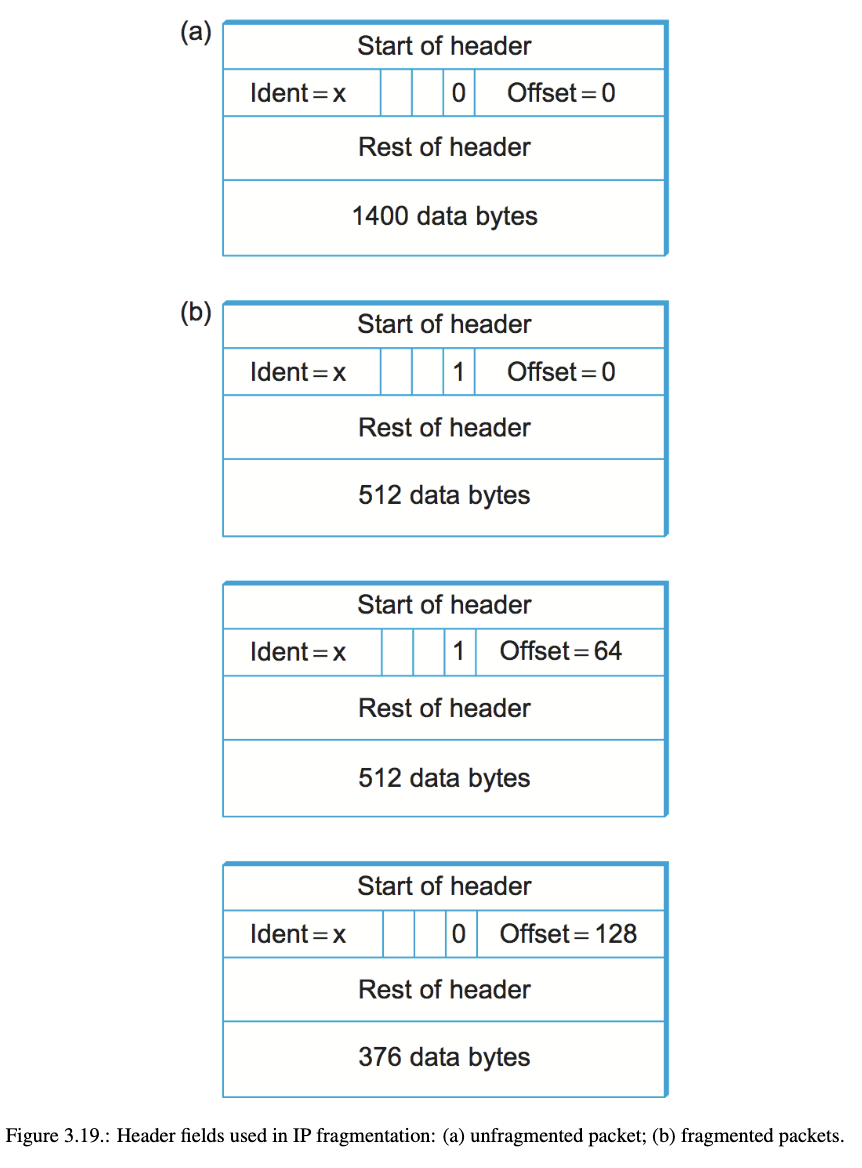 (a)
Start of header
Ident=x 0 Offset=0
Rest of header
1400 data bytes
(b)
Start of header
Ident=x 1 Offset=0
Rest of header
512 data bytes
Start of header
Ident=x 1 Offset=64
Rest of header
512 data bytes
Start of header
Ident=x 0 Offset=128
Rest of header
376 data bytes
Figure 3.19.: Header fields used in IP fragmentation: (a) unfragmented packet; (b) fragmented packets.